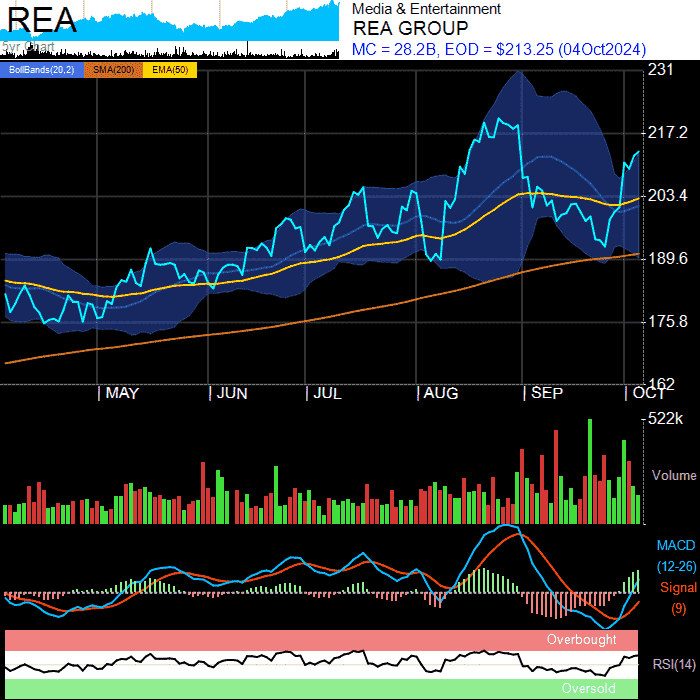 REA
5yr Chart
Media & Entertainment
REA GROUP
MC = 28.2B, EOD = $213.25 (04Oct2024)
BollBands(20,2) SMA(200) EMA(50)
231
217.2
203.4
189.6
175.8
162
MAY JUN JUL AUG SEP OCT
522k
Volume
MACD
(12-26)
Signal
(9)
Overbought
RSI(14)
Oversold